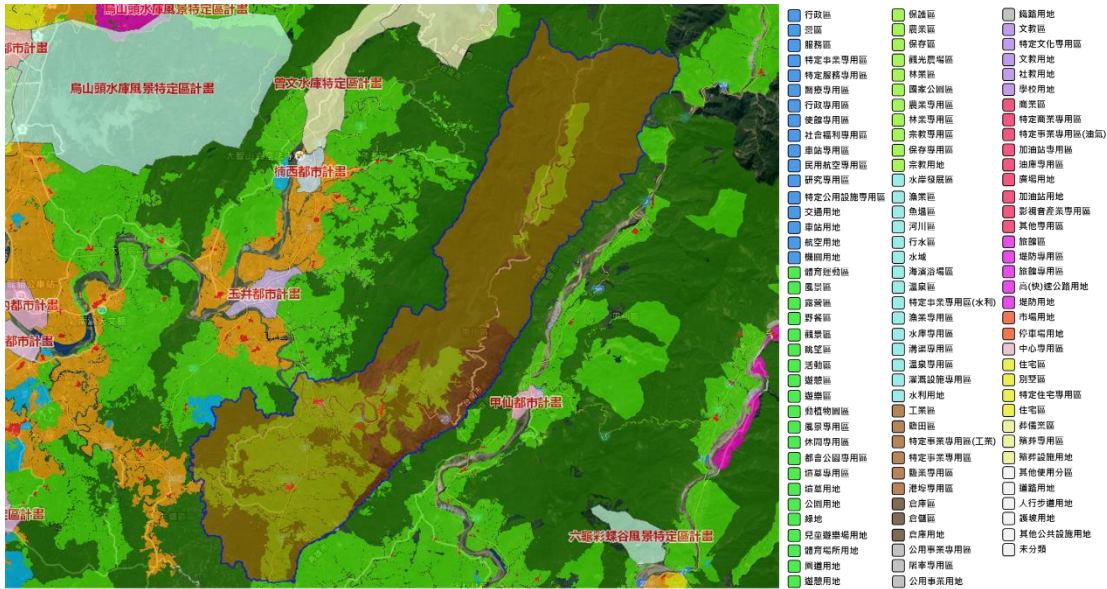 烏山頭水庫風景特定區計畫
都市計畫
烏山頭水庫風景特定區計畫
曾文水庫特定區計畫
楠西都市計畫
玉井都市計畫
都市計畫
都市計畫
甲仙都市計畫
六龜彩蝶谷風景特定區計畫
區計畫
行政區
營區
服務區
特定事業專用區
特定服務專用區
醫療專用區
行政專用區
使館專用區
社會福利專用區
車站專用區
民用航空專用區
研究專用區
特定公用設施專用區
交通用地
車站用地
航空用地
機關用地
體育運動區
風景區
露營區
野餐區
觀景區
眺望區
活動區
遊憩區
遊樂區
動植物園區
風景專用區
休閒專用區
都會公園專用區
墳墓專用區
墳墓用地
公園用地
綠地
兒童遊樂場用地
體育場所用地
園道用地
遊憩用地
保護區
農業區
保存區
觀光農場區
林業區
國家公園區
農業專用區
林業專用區
宗教專用區
保存專用區
宗教用地
水岸發展區
漁業區
魚塭區
河川區
行水區
水域
海濱浴場區
溫泉區
特定事業專用區(水利)
漁業專用區
水庫專用區
溝渠專用區
溫泉專用區
灌溉設施專用區
水利用地
工業區
鹽田區
特定事業專用區(工業)
特定事業專用區
鹽業專用區
港埠專用區
倉庫區
倉儲區
倉庫用地
公用事業專用區
屠宰專用區
公用事業用地
鐵路用地
文教區
特定文化專用區
文教用地
社教用地
學校用地
商業區
特定商業專用區
特定事業專用區(油氣)
加油站專用區
油庫專用區
廣場用地
加油站用地
影視音產業專用區
其他專用區
旅館區
堤防專用區
旅館專用區
高(快)速公路用地
堤防用地
市場用地
停車場用地
中心專用區
住宅區
別墅區
特定住宅專用區
住宅區
葬儀業區
殯葬專用區
殯葬設施用地
其他使用分區
道路用地
人行步道用地
護坡用地
其他公共設施用地
未分類